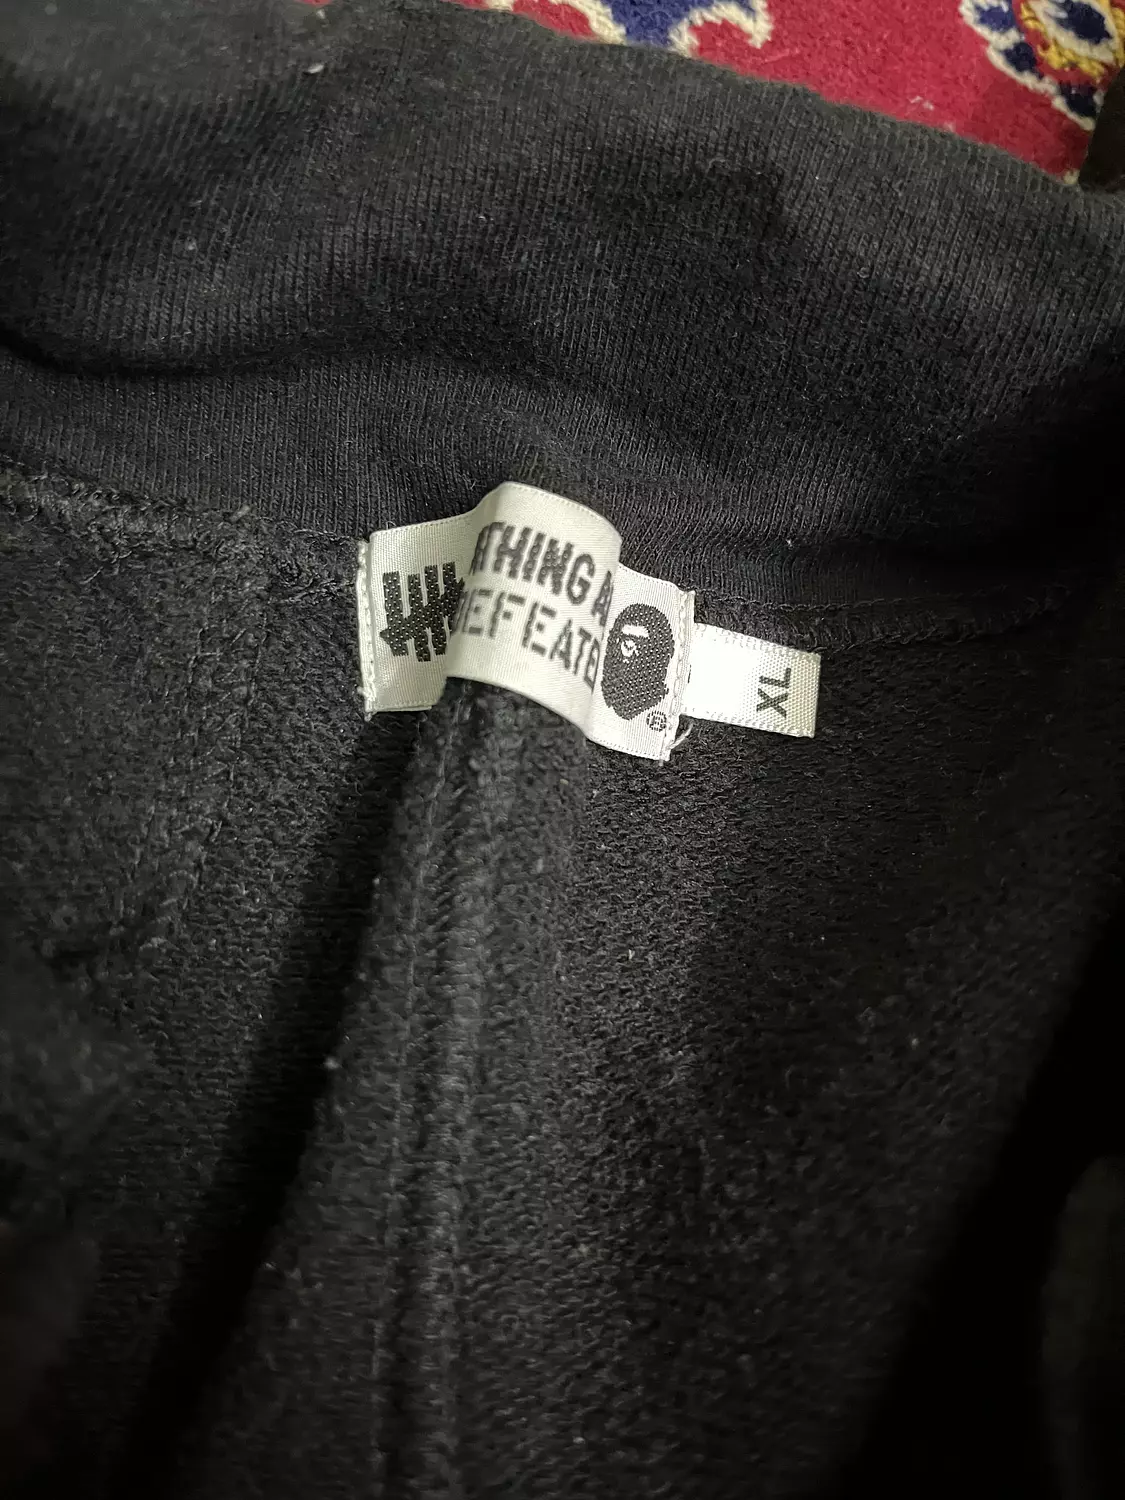 THING A
EFEATE
®
XL